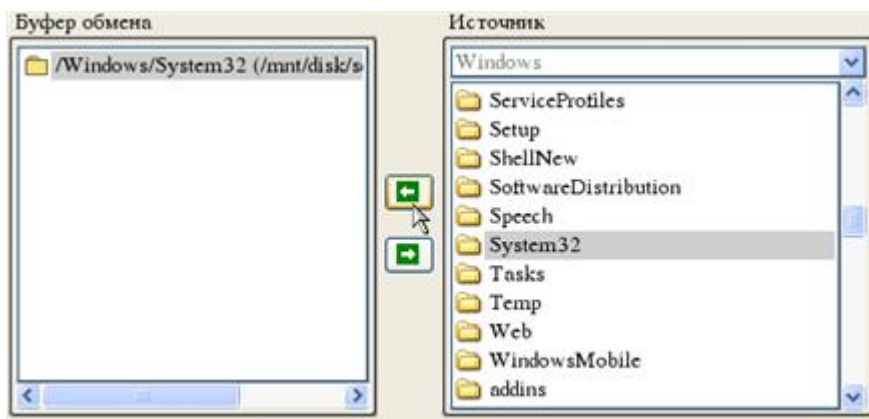 Буфер обмена
/Windows/System32 (/mnt/disk/s
Источник
Windows
ServiceProfiles
Setup
ShellNew
SoftwareDistribution
Speech
System32
Tasks
Temp
Web
WindowsMobile
addins